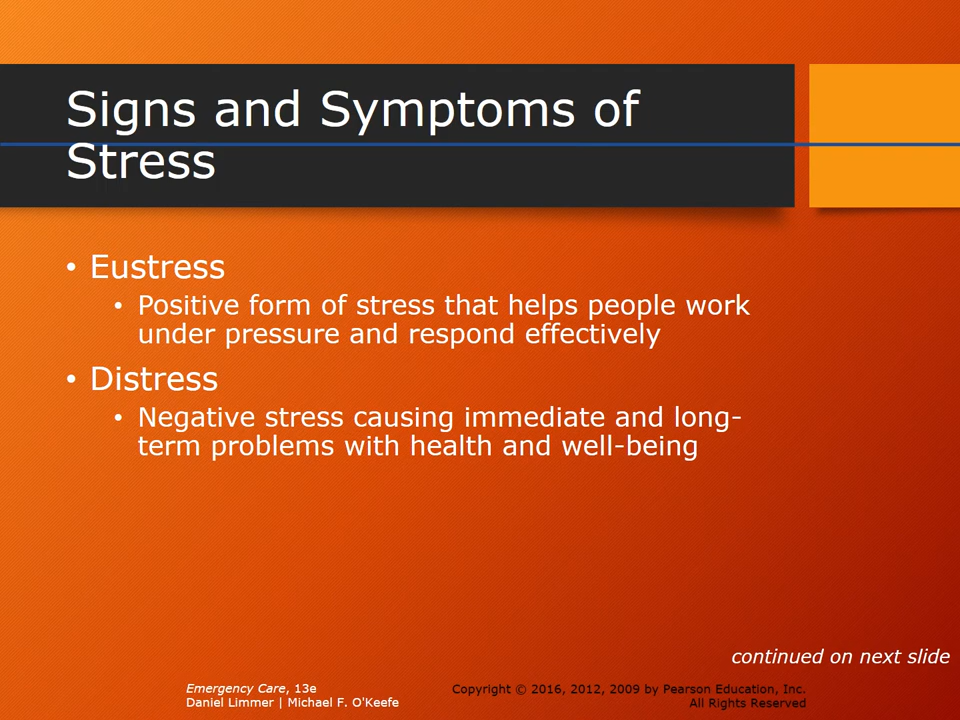 Signs and Symptoms of
Stress
• Eustress
• Positive form of stress that helps people work
under pressure and respond effectively
• Distress
• Negative stress causing immediate and long-
term problems with health and well-being
continued on next slide
Emergency Care, 13e
Daniel Limmer | Michael F. O'Keefe
Copyright © 2016, 2012, 2009 by Pearson Education, Inc.
All Rights Reserved